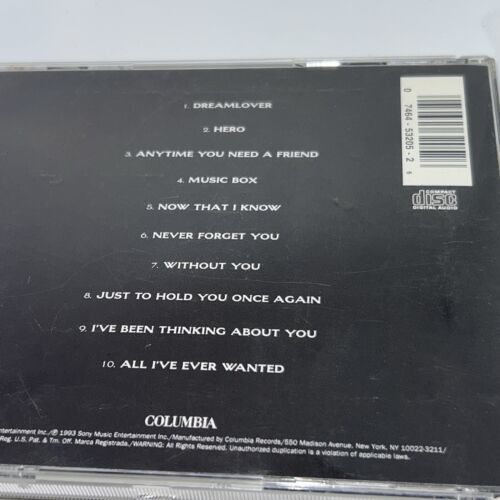 1. DREAMLOVER
2. HERO
3. ANYTIME YOU NEED A FRIEND
4. MUSIC BOX
5. NOW THAT I KNOW
6. NEVER FORGET YOU
7. WITHOUT YOU
8. JUST TO HOLD YOU ONCE AGAIN
9. I'VE BEEN THINKING ABOUT YOU
10. ALL I'VE EVER WANTED
0 7464-53205-2 6
COMPACT
disc
DIGITAL AUDIO
COLUMBIA
ntertainment Inc./℗ 1993 Sony Music Entertainment Inc./Manufactured by Columbia Records/550 Madison Avenue, New York, NY 10022-3211/
Reg. U.S. Pat. & Tm. Off. Marca Registrada./WARNING: All Rights Reserved. Unauthorized duplication is a violation of applicable laws.